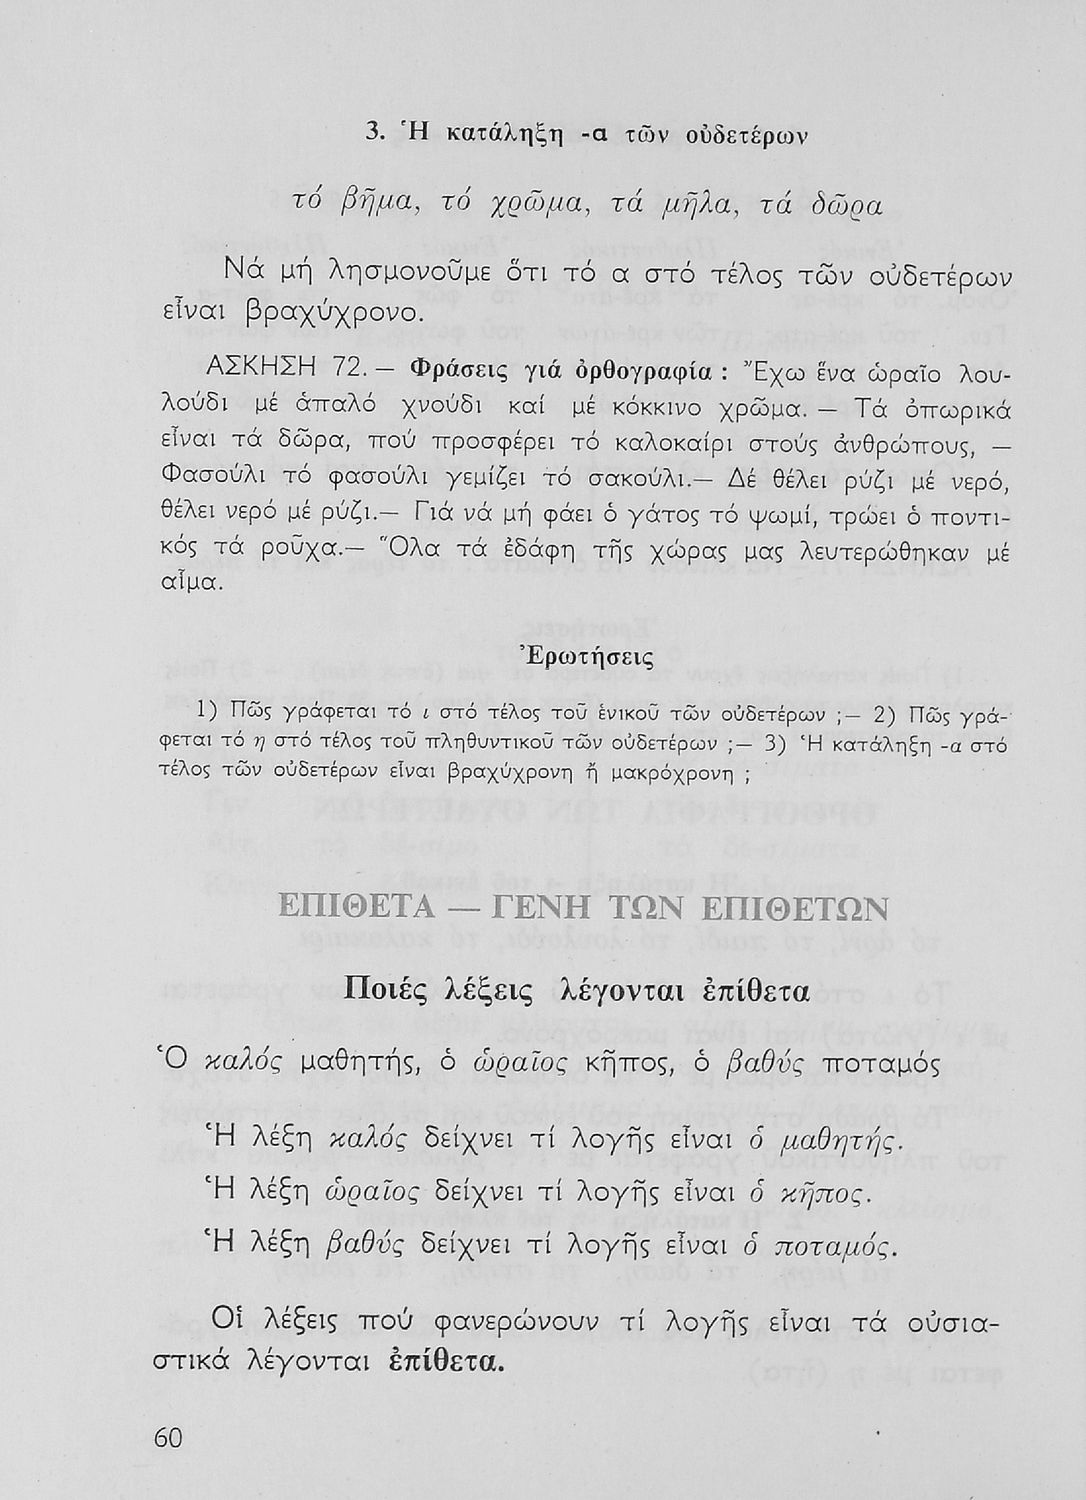 3. Ἡ κατάληξη -α τῶν οὐδετέρων
τό βῆμα, τό χρῶμα, τά μῆλα, τά δῶρα
Νά μή λησμονοῦμε ὅτι τό α στό τέλος τῶν οὐδετέρων
εἶναι βραχύχρονο.
ΑΣΚΗΣΗ 72.— Φράσεις γιά ὀρθογραφία : Ἔχω ἕνα ὡραῖο λου-
λούδι μέ ἁπαλό χνούδι καί μέ κόκκινο χρῶμα. — Τά ὀπωρικά
εἶναι τά δῶρα, πού προσφέρει τό καλοκαίρι στούς ἀνθρώπους, —
Φασούλι τό φασούλι γεμίζει τό σακούλι.— Δέ θέλει ρύζι μέ νερό,
θέλει νερό μέ ρύζι.— Γιά νά μή φάει ὁ γάτος τό ψωμί, τρώει ὁ ποντι-
κός τά ροῦχα.— Ὅλα τά ἐδάφη τῆς χώρας μας λευτερώθηκαν μέ
αἷμα.
Ἐρωτήσεις
1) Πῶς γράφεται τό ι στό τέλος τοῦ ἑνικοῦ τῶν οὐδετέρων ;— 2) Πῶς γρά-
φεται τό η στό τέλος τοῦ πληθυντικοῦ τῶν οὐδετέρων ;— 3) Ἡ κατάληξη -α στό
τέλος τῶν οὐδετέρων εἶναι βραχύχρονη ἤ μακρόχρονη ;
ΕΠΙΘΕΤΑ — ΓΕΝΗ ΤΩΝ ΕΠΙΘΕΤΩΝ
Ποιές λέξεις λέγονται ἐπίθετα
Ὁ καλός μαθητής, ὁ ὡραῖος κῆπος, ὁ βαθύς ποταμός
Ἡ λέξη καλός δείχνει τί λογῆς εἶναι ὁ μαθητής.
Ἡ λέξη ὡραῖος δείχνει τί λογῆς εἶναι ὁ κῆπος.
Ἡ λέξη βαθύς δείχνει τί λογῆς εἶναι ὁ ποταμός.
Οἱ λέξεις πού φανερώνουν τί λογῆς εἶναι τά οὐσια-
στικά λέγονται ἐπίθετα.
60